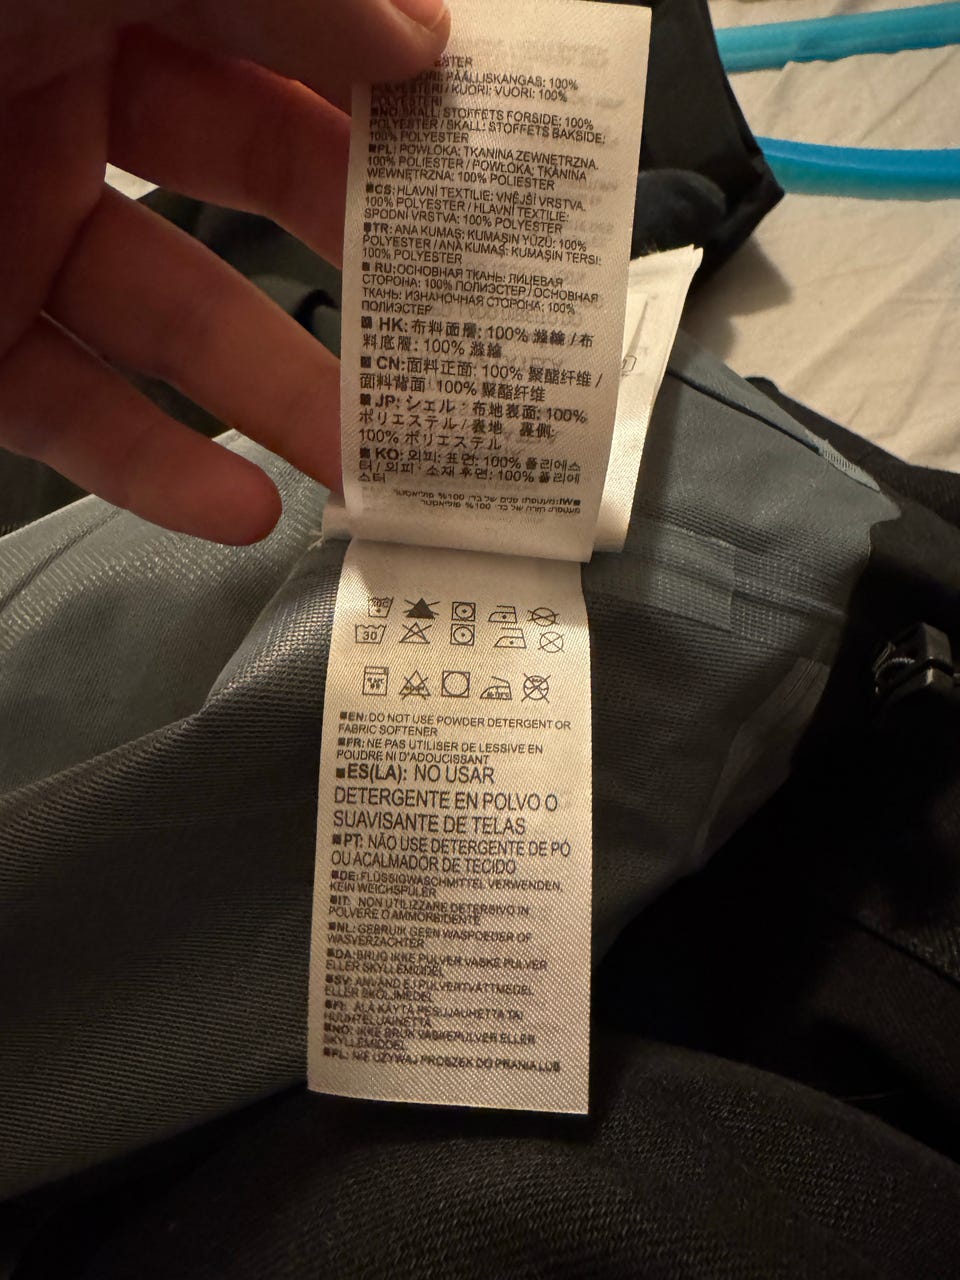 STER
PÄÄLLISKANGAS: 100%
POLYESTERI / KUORI: VUORI: 100%
POLYESTERI
SKALL: STOFFETS FORSIDE: 100%
POLYESTER / SKALL: STOFFETS BAKSIDE:
100% POLYESTER
■PL: POWŁOKA: TKANINA ZEWNĘTRZNA:
100% POLIESTER / POWŁOKA: TKANINA
WEWNĘTRZNA: 100% POLIESTER
■CS: HLAVNÍ TEXTILIE: VNĚJŠÍ VRSTVA:
100% POLYESTER / HLAVNÍ TEXTILIE:
SPODNÍ VRSTVA: 100% POLYESTER
■TR: ANA KUMAŞ: KUMAŞIN YÜZÜ: 100%
POLYESTER / ANA KUMAŞ: KUMAŞIN TERSI:
100% POLYESTER
■RU: ОСНОВНАЯ ТКАНЬ: ЛИЦЕВАЯ
СТОРОНА: 100% ПОЛИЭСТЕР / ОСНОВНАЯ
ТКАНЬ: ИЗНАНОЧНАЯ СТОРОНА: 100%
ПОЛИЭСТЕР
■HK: 布料面層: 100% 滌綸 / 布
料底層: 100% 滌綸
■CN: 面料正面: 100% 聚酯纤维 /
面料背面 100% 聚酯纤维
■JP: シェル : 布地表面: 100%
ポリエステル / 表地 裏側:
100% ポリエステル
■KO: 외피: 표면: 100% 폴리에스
터 / 외피 : 소재 후면: 100% 폴리에
스터
30
■EN: DO NOT USE POWDER DETERGENT OR
FABRIC SOFTENER
■FR: NE PAS UTILISER DE LESSIVE EN
POUDRE NI D'ADOUCISSANT
■ES(LA): NO USAR
DETERGENTE EN POLVO O
SUAVISANTE DE TELAS
■PT: NÃO USE DETERGENTE DE PÓ
OU ACALMADOR DE TECIDO
■DE: FLÜSSIGWASCHMITTEL VERWENDEN,
KEIN WEICHSPÜLER
■IT: NON UTILIZZARE DETERSIVO IN
POLVERE O AMMORBIDENTE
■NL: GEBRUIK GEEN WASPOEDER OF
WASVERZACHTER
■DA: BRUG IKKE PULVER VASKE PULVER
ELLER SKYLLEMIDDEL
■SV: ANVÄND EJ PULVERTVÄTTMEDEL
ELLER SKÖLJMEDEL
■FI: ÄLÄ KÄYTÄ PESUJAUHETTA TAI
HUUHTELUAINETTA
■NO: IKKE BRUK VASKEPULVER ELLER
SKYLLEMIDDEL
■PL: NIE UŻYWAJ PROSZEK DO PRANIA LUB